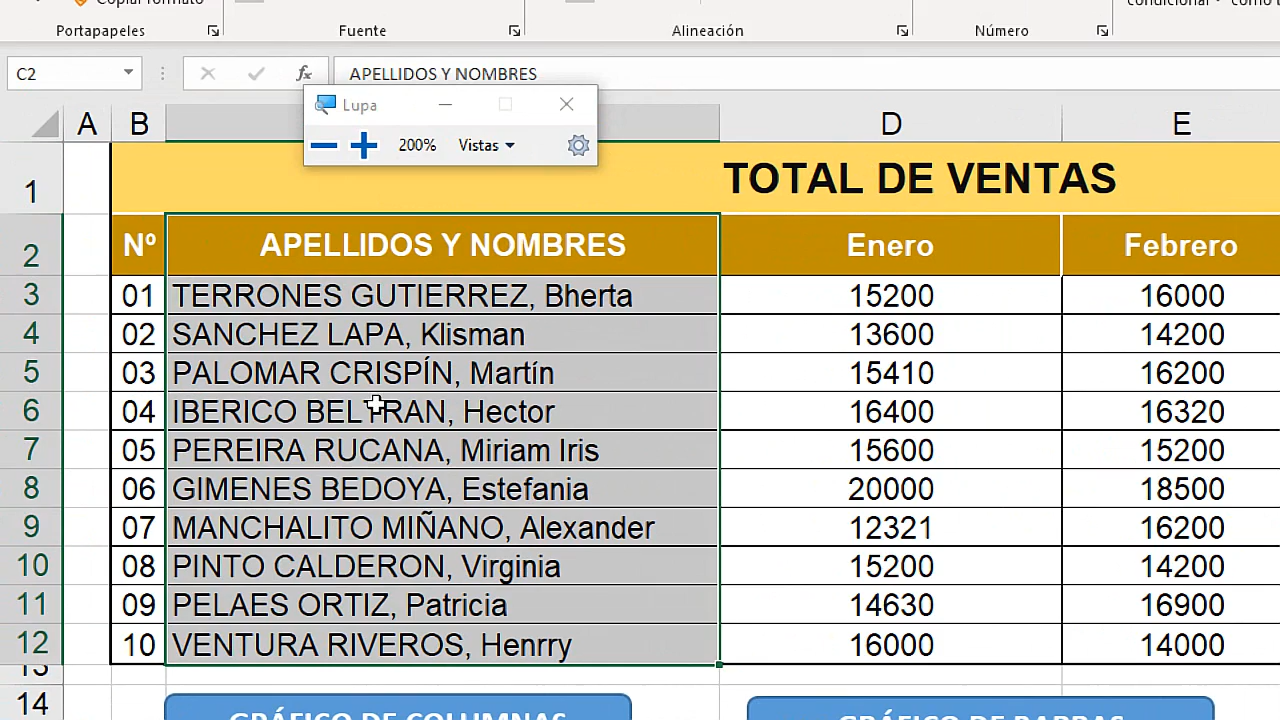 Copiar formato
Portapapeles Fuente Alineación Número
C2 fx APELLIDOS Y NOMBRES
Lupa
200% Vistas
A B D E
1 TOTAL DE VENTAS
2 Nº APELLIDOS Y NOMBRES Enero Febrero
3 01 TERRONES GUTIERREZ, Bherta 15200 16000
4 02 SANCHEZ LAPA, Klisman 13600 14200
5 03 PALOMAR CRISPÍN, Martín 15410 16200
6 04 IBERICO BELTRAN, Hector 16400 16320
7 05 PEREIRA RUCANA, Miriam Iris 15600 15200
8 06 GIMENES BEDOYA, Estefania 20000 18500
9 07 MANCHALITO MIÑANO, Alexander 12321 16200
10 08 PINTO CALDERON, Virginia 15200 14200
11 09 PELAES ORTIZ, Patricia 14630 16900
12 10 VENTURA RIVEROS, Henrry 16000 14000
13
14 GRÁFICO DE COLUMNAS GRÁFICO DE BARRAS